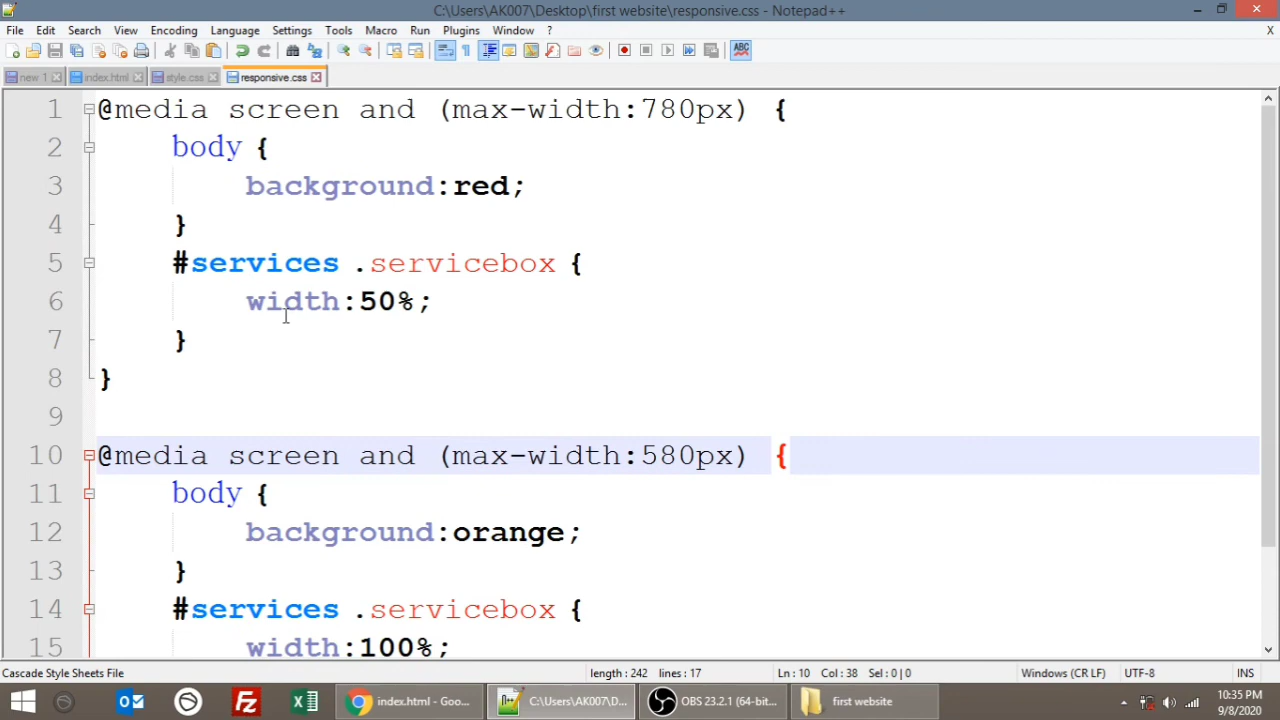 C:\Users\AK007\Desktop\first website\responsive.css - Notepad++
File Edit Search View Encoding Language Settings Tools Macro Run Plugins Window ? X
new 1 index.html style.css responsive.css
1 @media screen and (max-width:780px) {
2 body {
3 background:red;
4 }
5 #services .servicebox {
6 width:50%;
7 }
8 }
9
10 @media screen and (max-width:580px) {
11 body {
12 background:orange;
13 }
14 #services .servicebox {
15 width:100%;
Cascade Style Sheets File length : 242 lines : 17 Ln : 10 Col : 38 Sel : 0 | 0 Windows (CR LF) UTF-8 INS
index.html - Goo... C:\Users\AK007\D... OBS 23.2.1 (64-bit... first website 10:35 PM
9/8/2020